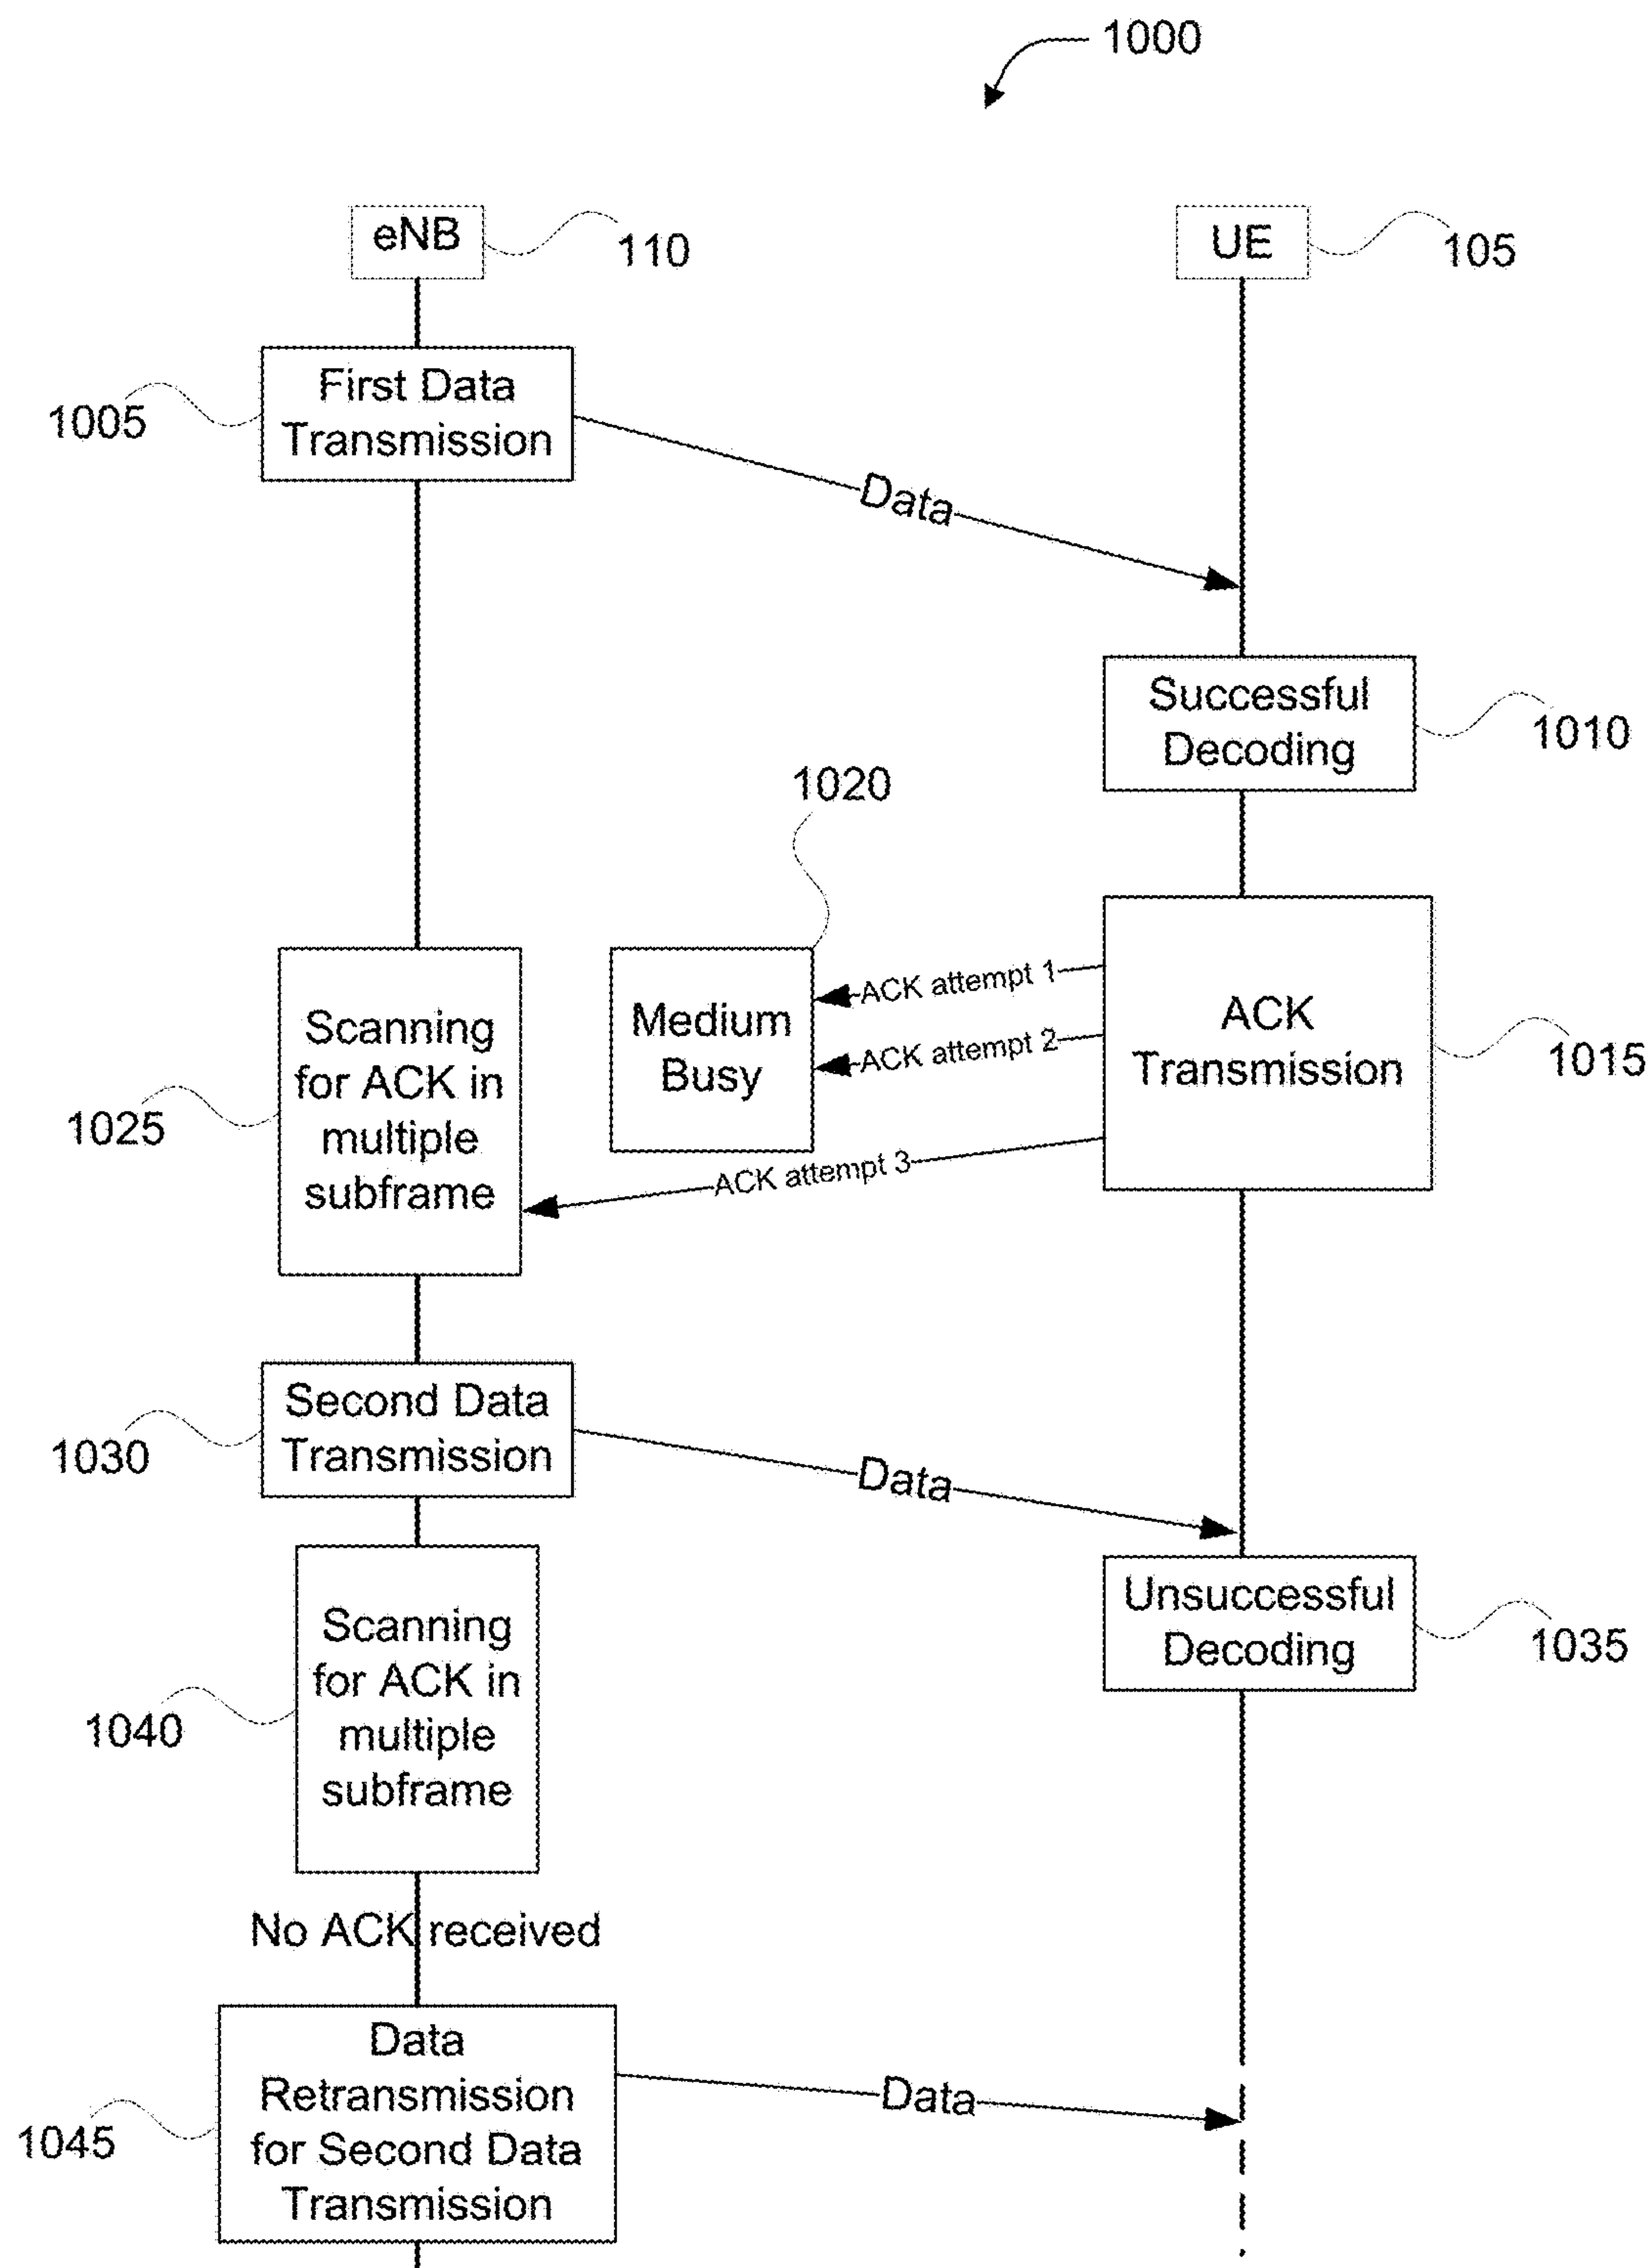 1000
eNB
110
UE
105
First Data
Transmission
1005
Data
Successful
Decoding
1010
1020
ACK
Transmission
1015
ACK attempt 1
ACK attempt 2
ACK attempt 3
Medium
Busy
Scanning
for ACK in
multiple
subframe
1025
Second Data
Transmission
1030
Data
Unsuccessful
Decoding
1035
Scanning
for ACK in
multiple
subframe
1040
No ACK received
Data
Retransmission
for Second Data
Transmission
1045
Data